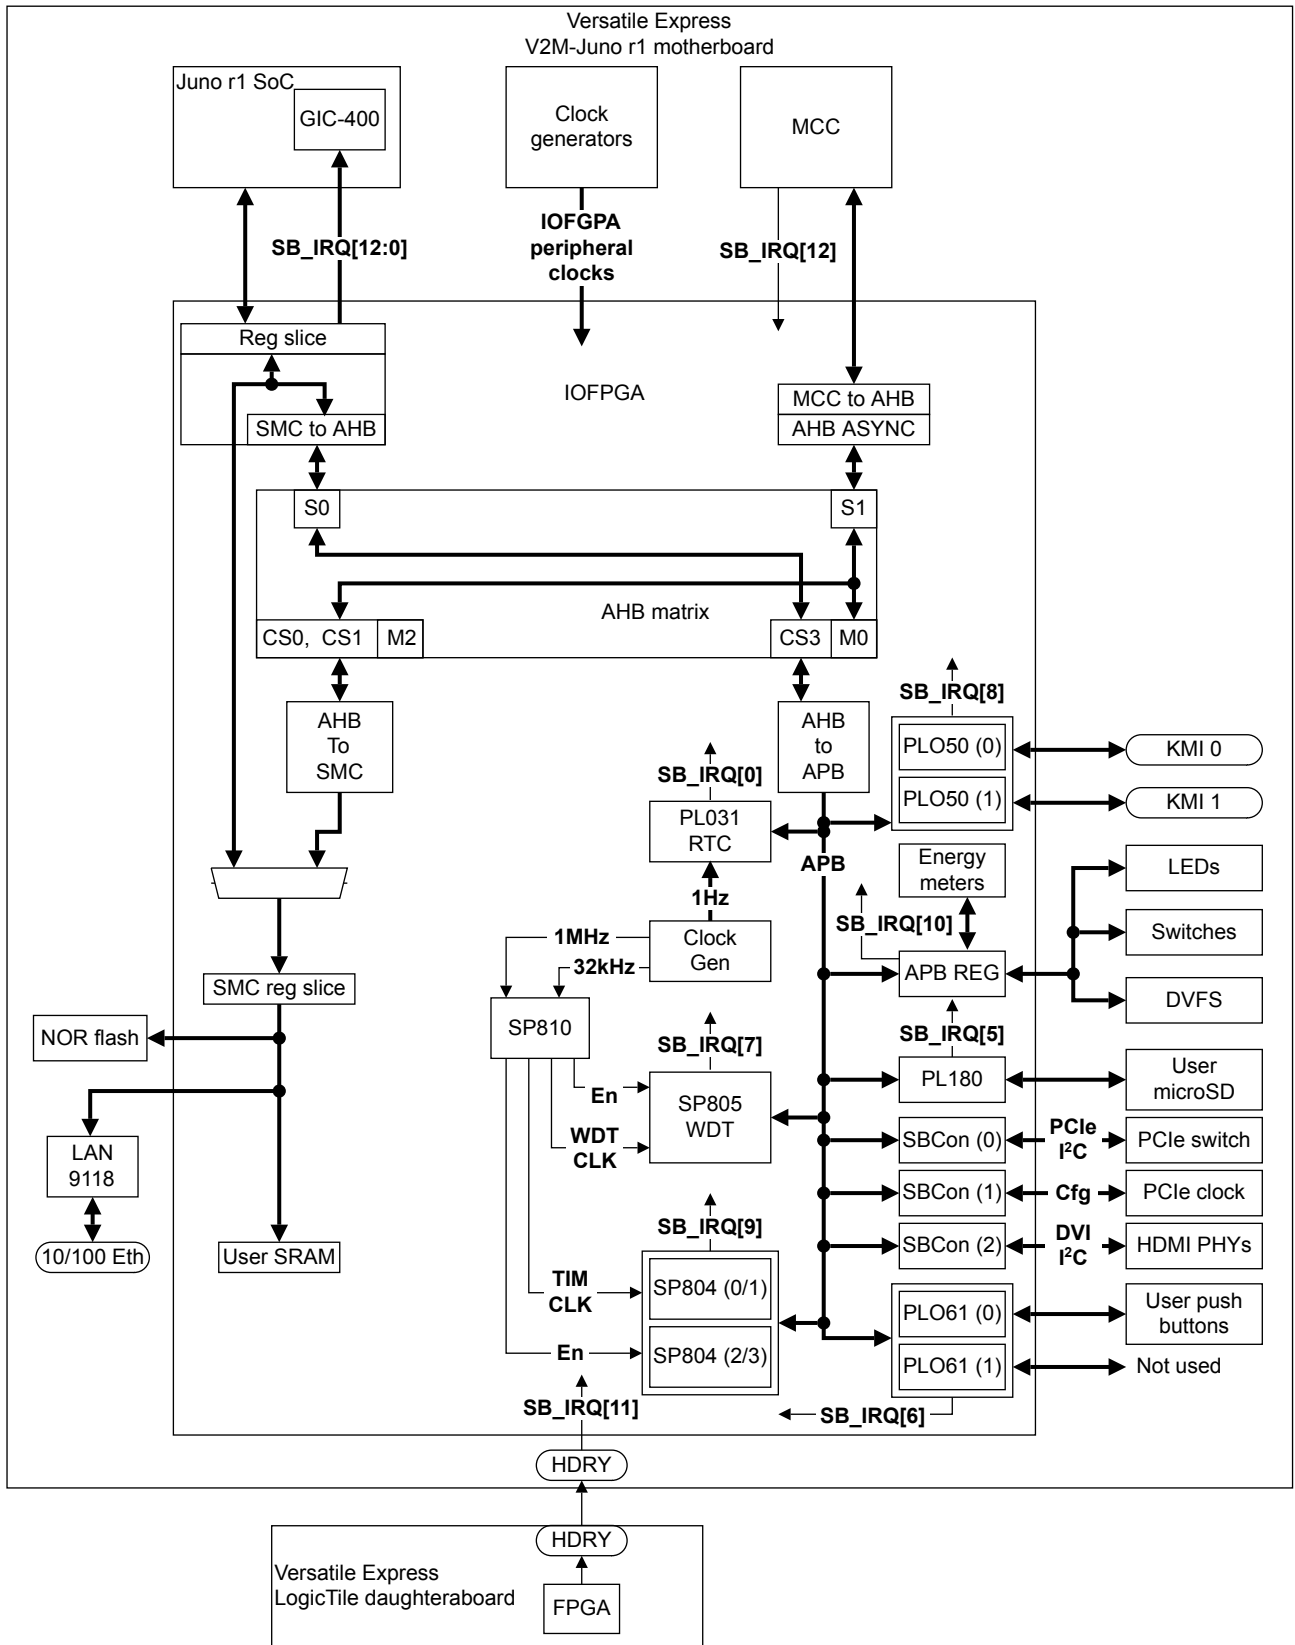 Versatile Express
V2M-Juno r1 motherboard
Juno r1 SoC
GIC-400
Clock
generators
MCC
SB_IRQ[12:0]
IOFGPA
peripheral
clocks
SB_IRQ[12]
Reg slice
IOFPGA
SMC to AHB
MCC to AHB
AHB ASYNC
S0
S1
AHB matrix
CS0, CS1
M2
CS3
M0
AHB
To
SMC
AHB
to
APB
SB_IRQ[8]
PLO50 (0)
PLO50 (1)
KMI 0
KMI 1
SB_IRQ[0]
PL031
RTC
APB
1Hz
Energy
meters
SB_IRQ[10]
APB REG
LEDs
Switches
DVFS
Clock
Gen
1MHz
32kHz
SMC reg slice
SP810
NOR flash
SB_IRQ[7]
SB_IRQ[5]
PL180
User
microSD
En
SP805
WDT
WDT
CLK
SBCon (0)
PCIe
I²C
PCIe switch
LAN
9118
SBCon (1)
Cfg
PCIe clock
SB_IRQ[9]
SBCon (2)
DVI
I²C
HDMI PHYs
10/100 Eth
User SRAM
TIM
CLK
SP804 (0/1)
En
SP804 (2/3)
PLO61 (0)
User push
buttons
PLO61 (1)
Not used
SB_IRQ[11]
SB_IRQ[6]
HDRY
HDRY
Versatile Express
LogicTile daughteraboard
FPGA